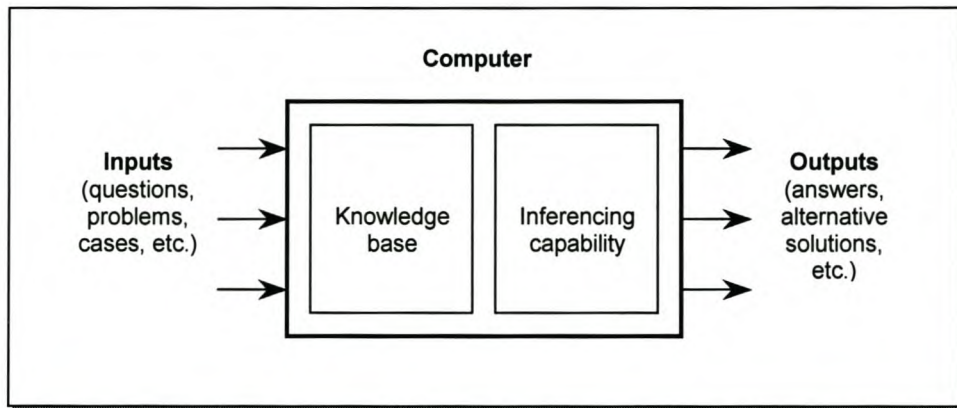 Computer
Inputs
(questions,
problems,
cases, etc.)
Knowledge
base
Inferencing
capability
Outputs
(answers,
alternative
solutions,
etc.)